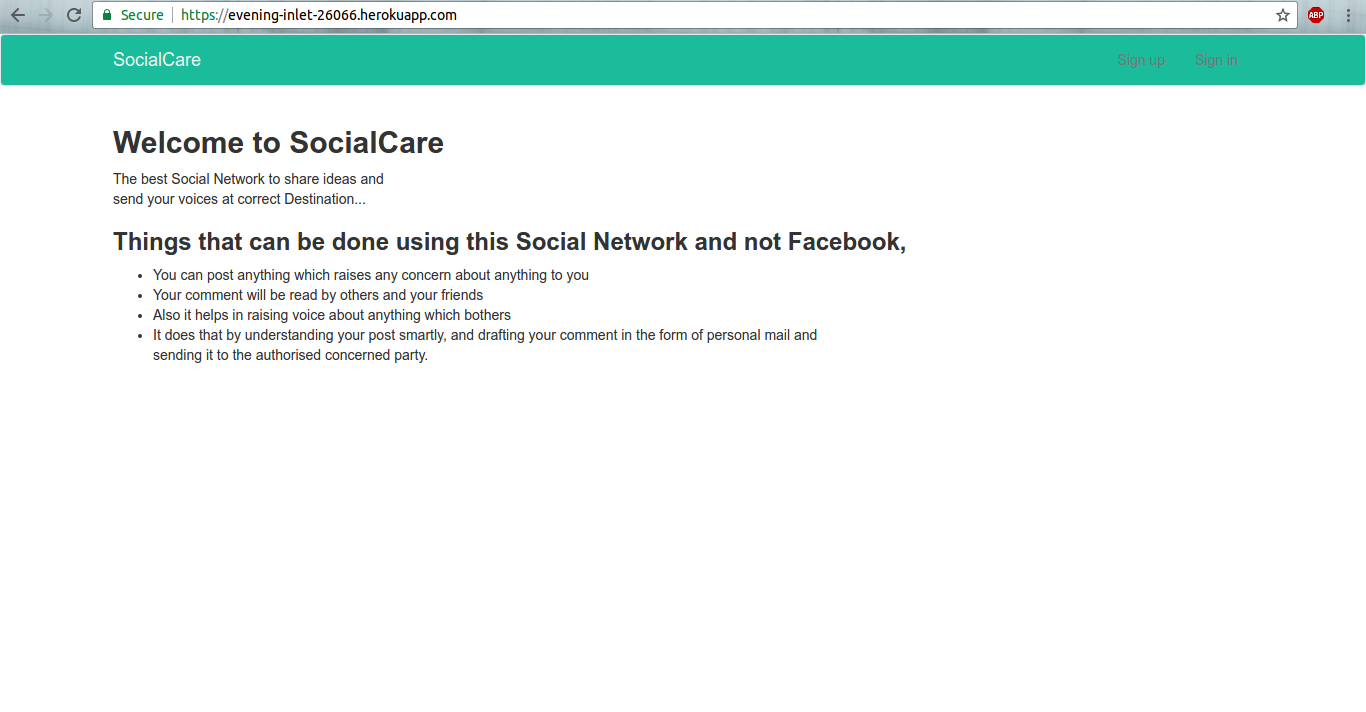 Secure https://evening-inlet-26066.herokuapp.com ABP
SocialCare Sign up Sign in
Welcome to SocialCare
The best Social Network to share ideas and
send your voices at correct Destination...
Things that can be done using this Social Network and not Facebook,
• You can post anything which raises any concern about anything to you
• Your comment will be read by others and your friends
• Also it helps in raising voice about anything which bothers
• It does that by understanding your post smartly, and drafting your comment in the form of personal mail and
sending it to the authorised concerned party.